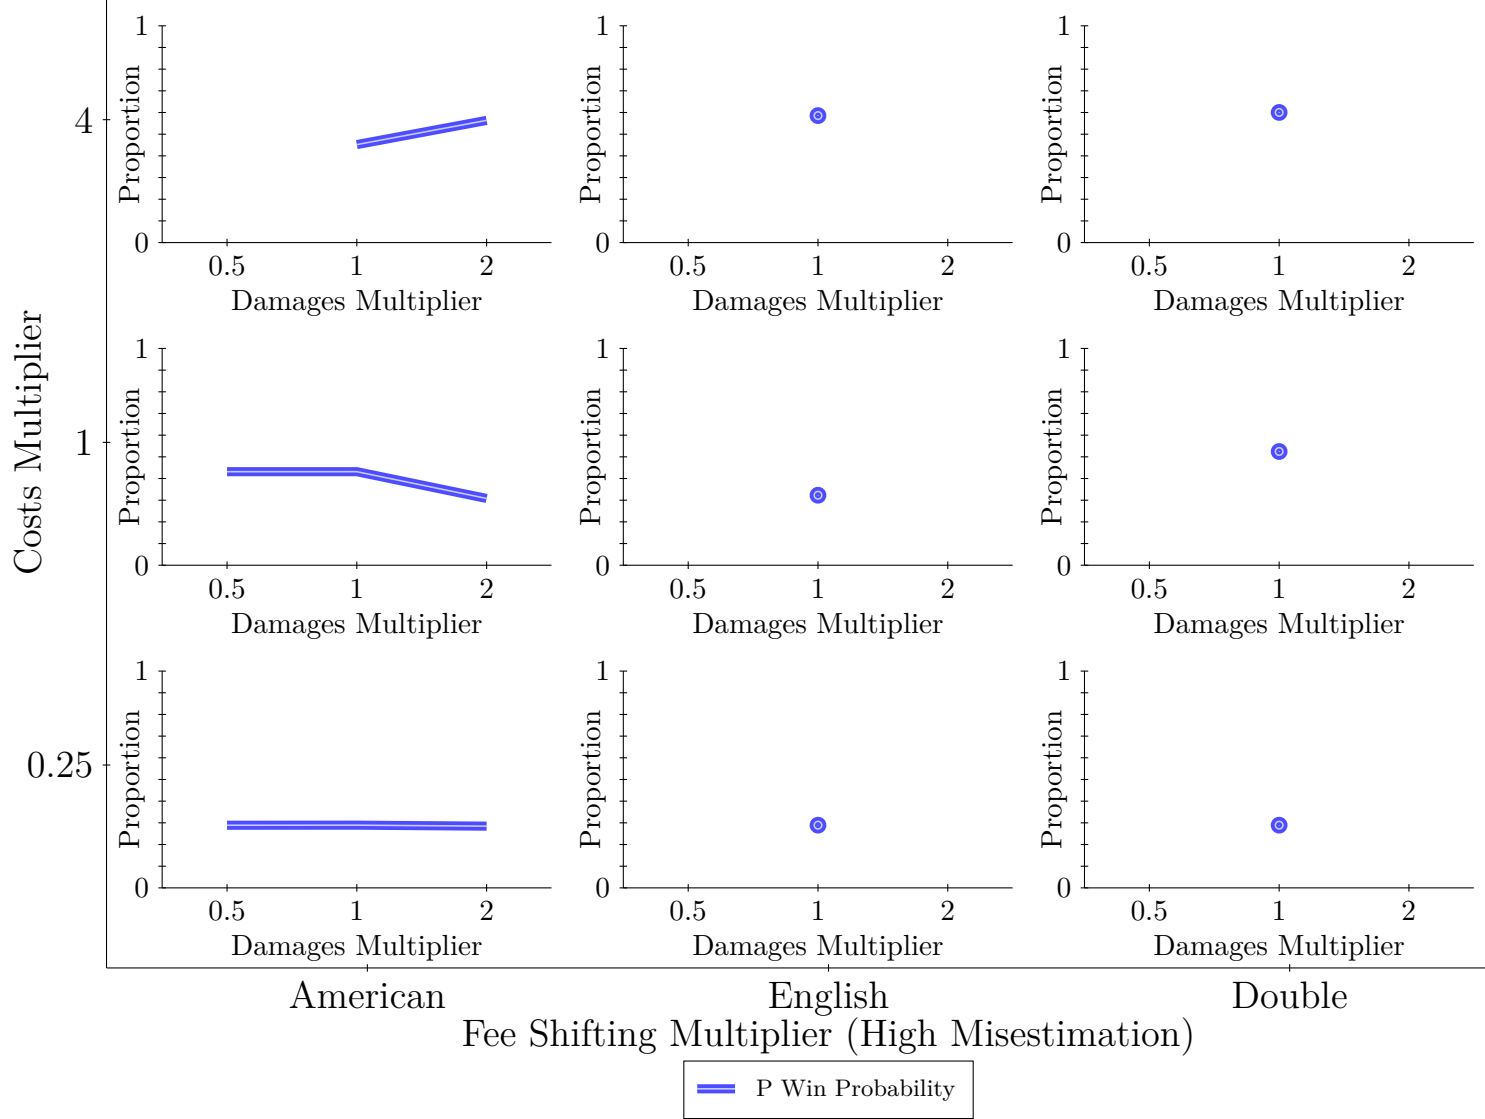 Costs Multiplier
4
1
0.25
1
Proportion
0
0.5 1 2
Damages Multiplier
1
Proportion
0
0.5 1 2
Damages Multiplier
1
Proportion
0
0.5 1 2
Damages Multiplier
1
Proportion
0
0.5 1 2
Damages Multiplier
1
Proportion
0
0.5 1 2
Damages Multiplier
1
Proportion
0
0.5 1 2
Damages Multiplier
1
Proportion
0
0.5 1 2
Damages Multiplier
1
Proportion
0
0.5 1 2
Damages Multiplier
1
Proportion
0
0.5 1 2
Damages Multiplier
American English Double
Fee Shifting Multiplier (High Misestimation)
P Win Probability